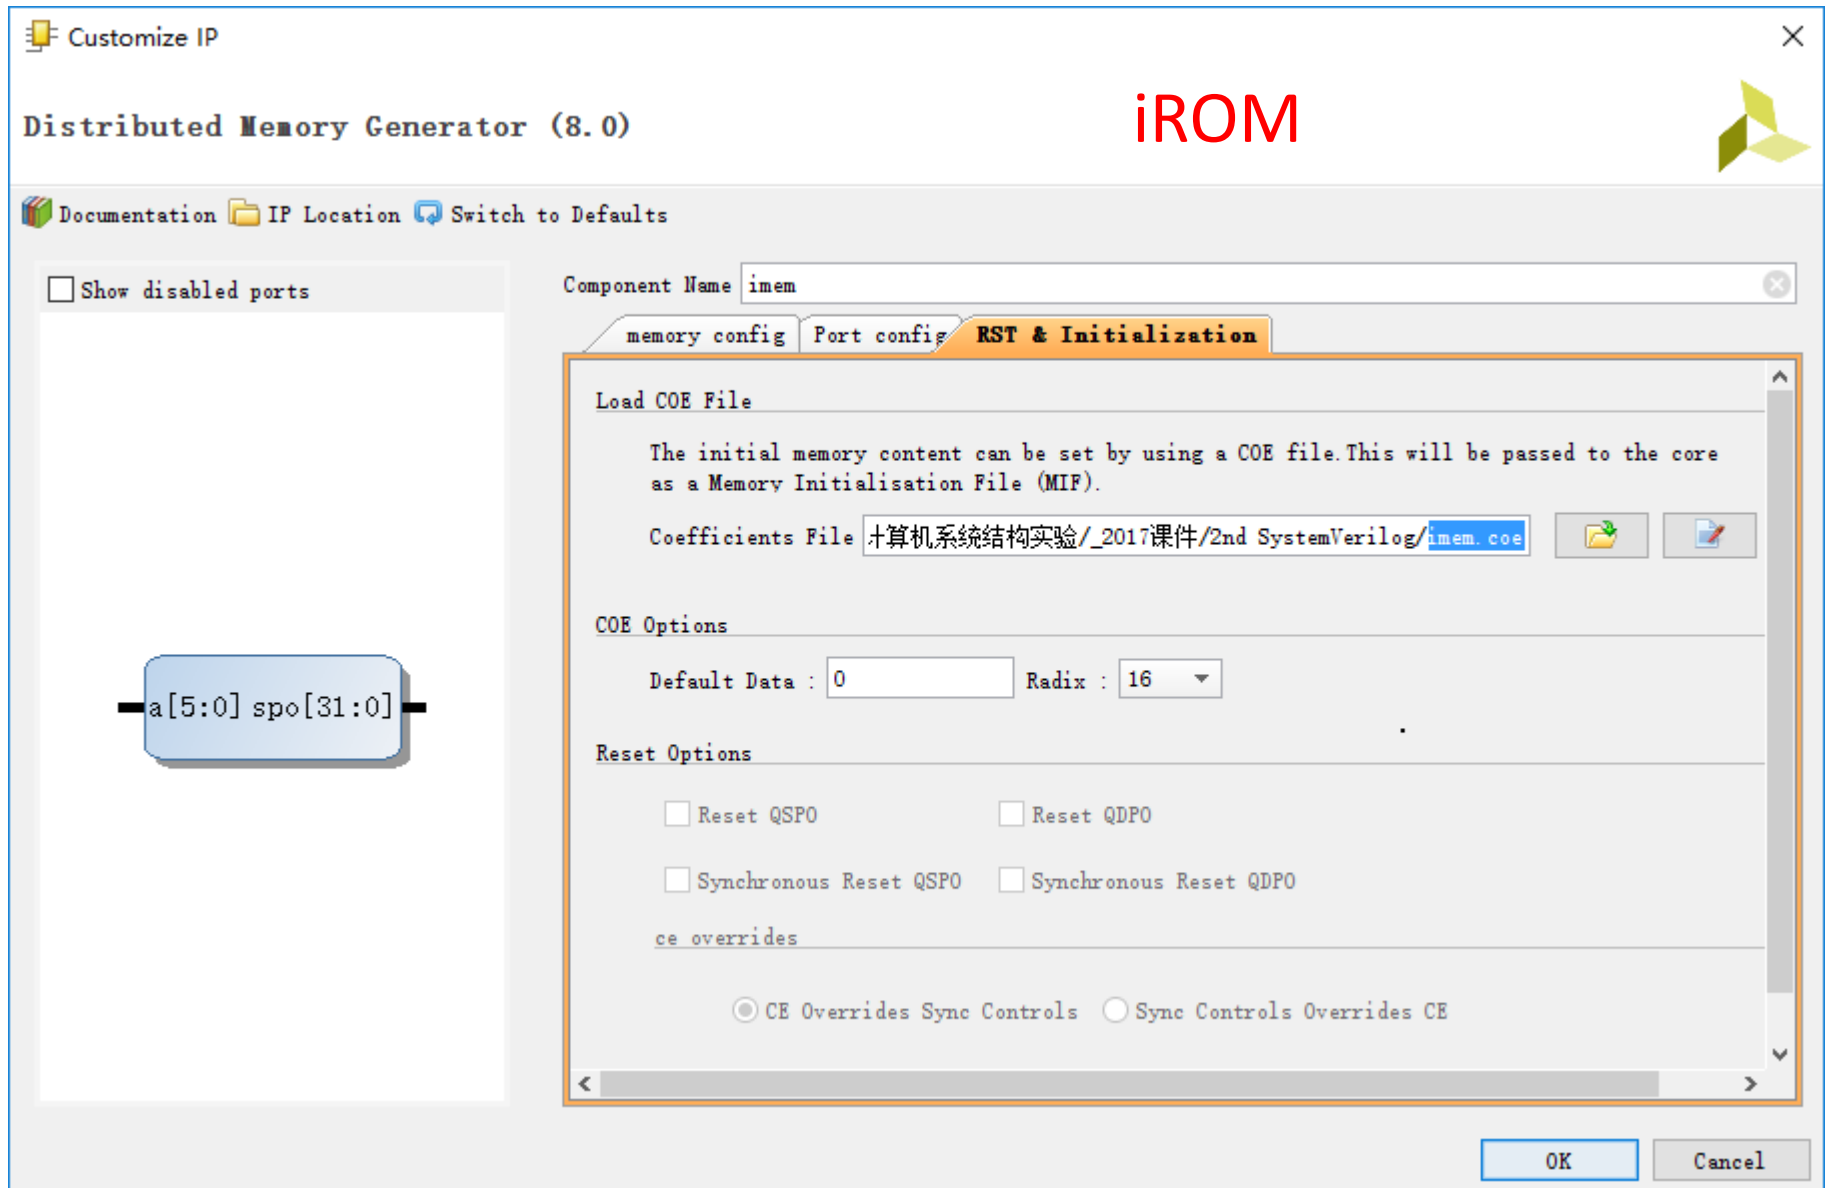 Customize IP
iROM
Distributed Memory Generator (8.0)
Documentation IP Location Switch to Defaults
Show disabled ports
a[5:0] spo[31:0]
Component Name imem
memory config Port config RST & Initialization
Load COE File
The initial memory content can be set by using a COE file.This will be passed to the core
as a Memory Initialisation File (MIF).
Coefficients File 计算机系统结构实验/_2017课件/2nd SystemVerilog/imem.coe
COE Options
Default Data : 0 Radix : 16
Reset Options
Reset QSPO Reset QDPO
Synchronous Reset QSPO Synchronous Reset QDPO
ce overrides
CE Overrides Sync Controls Sync Controls Overrides CE
OK Cancel